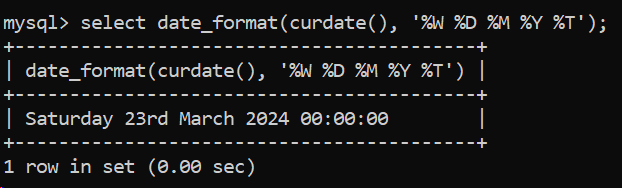 mysql> select date_format(curdate(), '%W %D %M %Y %T');
+------------------------------------------+
| date_format(curdate(), '%W %D %M %Y %T') |
+------------------------------------------+
| Saturday 23rd March 2024 00:00:00        |
+------------------------------------------+
1 row in set (0.00 sec)